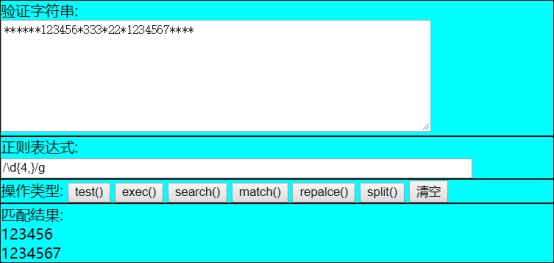 验证字符串:
******123456*333*22*1234567****
正则表达式:
/\d{4,}/g
操作类型: test() exec() search() match() repalce() split() 清空
匹配结果:
123456
1234567